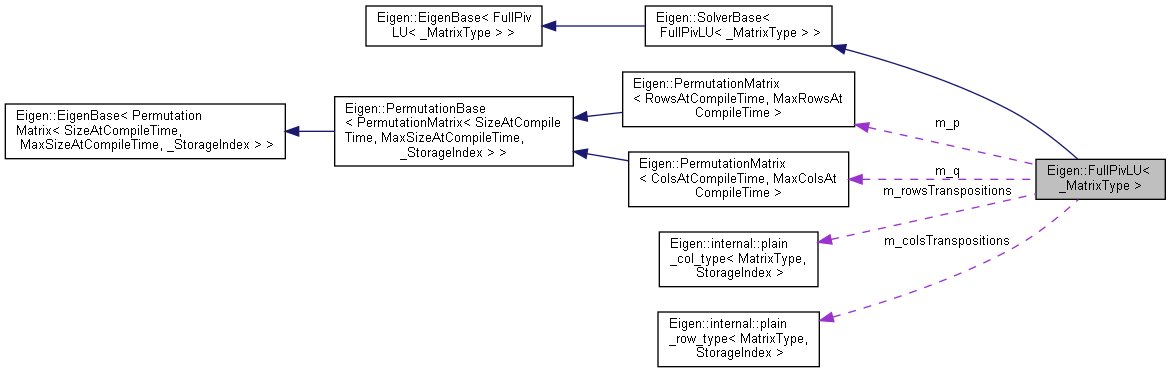 Eigen::EigenBase< FullPiv
LU< _MatrixType > >
Eigen::SolverBase<
FullPivLU< _MatrixType > >
Eigen::EigenBase< Permutation
Matrix< SizeAtCompileTime,
MaxSizeAtCompileTime, _StorageIndex > >
Eigen::PermutationBase
< PermutationMatrix< SizeAtCompile
Time, MaxSizeAtCompileTime,
_StorageIndex > >
Eigen::PermutationMatrix
< RowsAtCompileTime, MaxRowsAt
CompileTime >
Eigen::PermutationMatrix
< ColsAtCompileTime, MaxColsAt
CompileTime >
m_p
m_q
m_rowsTranspositions
m_colsTranspositions
Eigen::FullPivLU<
_MatrixType >
Eigen::internal::plain
_col_type< MatrixType,
StorageIndex >
Eigen::internal::plain
_row_type< MatrixType,
StorageIndex >